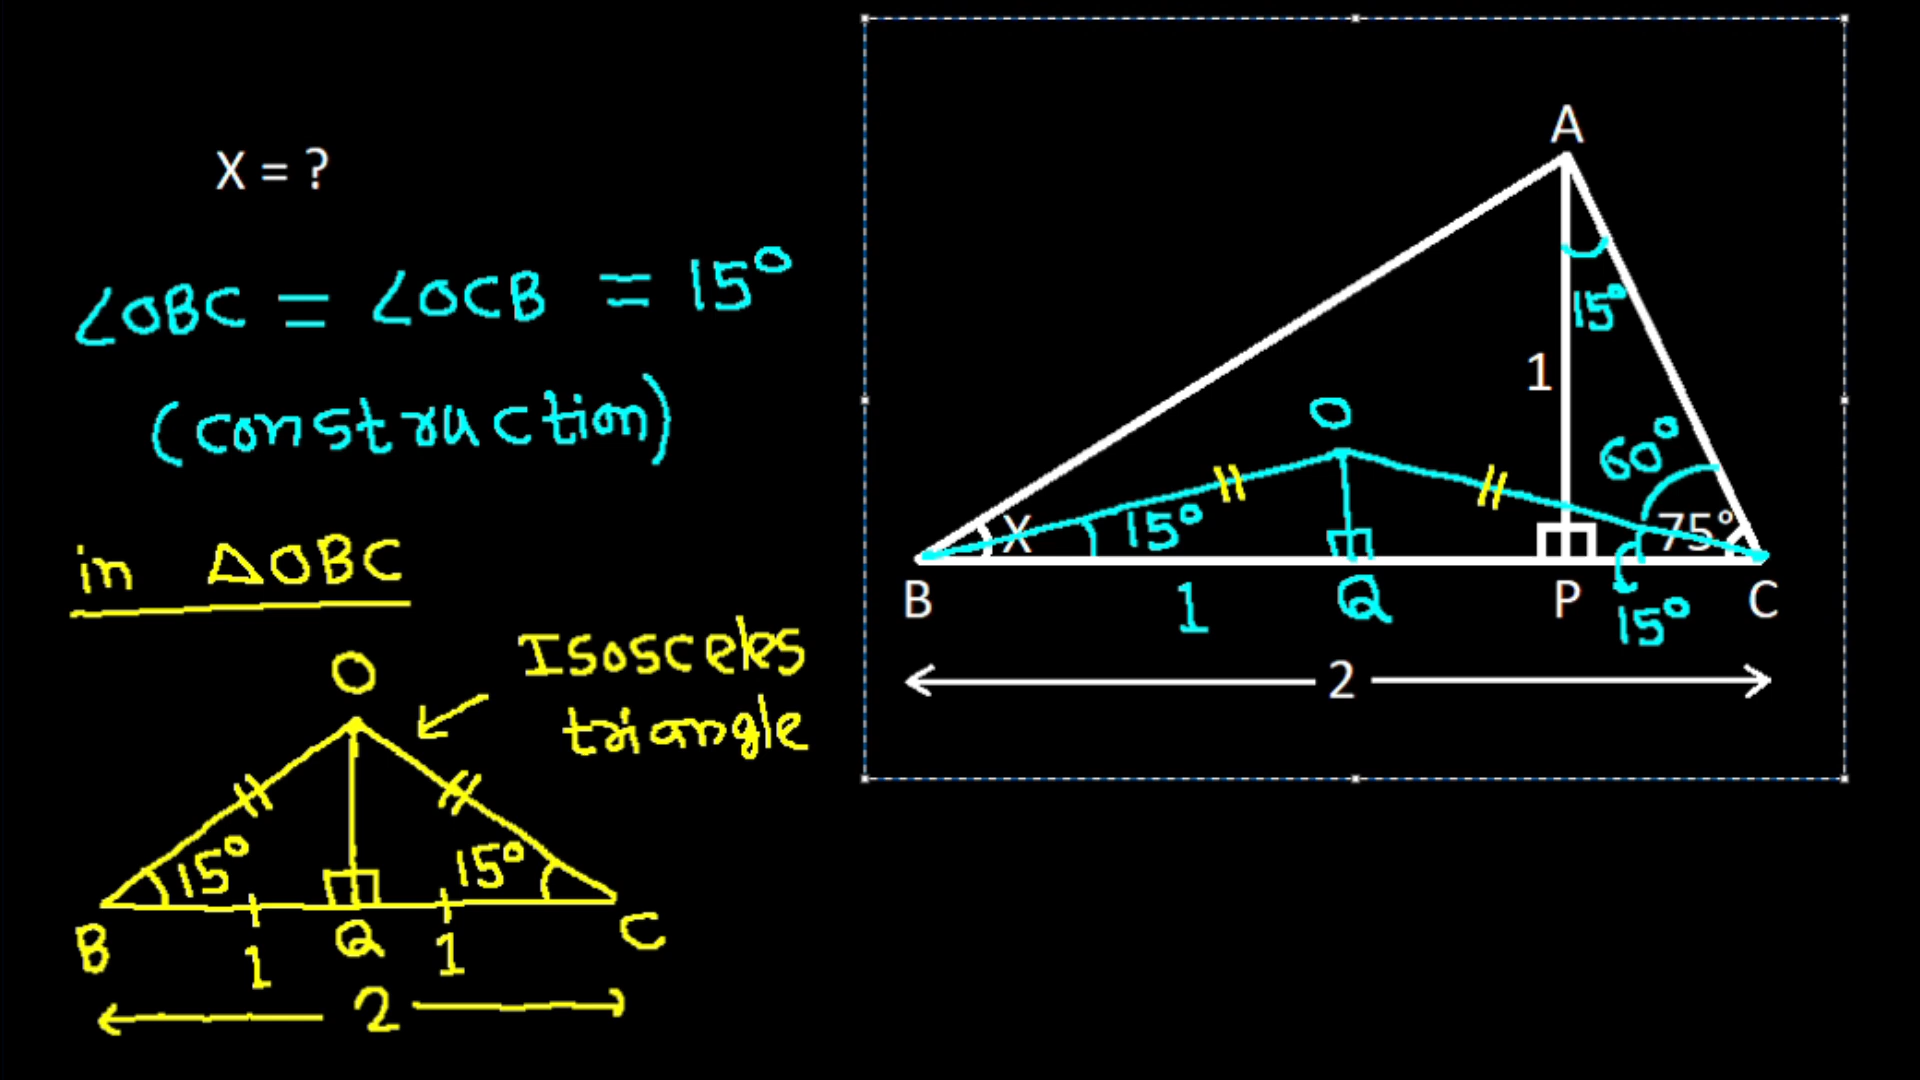 X = ?
∠OBC = ∠OCB = 15°
(construction)
in △OBC
Isosceles
triangle
O
15° 15°
B 1 Q 1 C
2
A
15°
1
O
60°
X 15° 75°
B 1 Q P 15° C
2